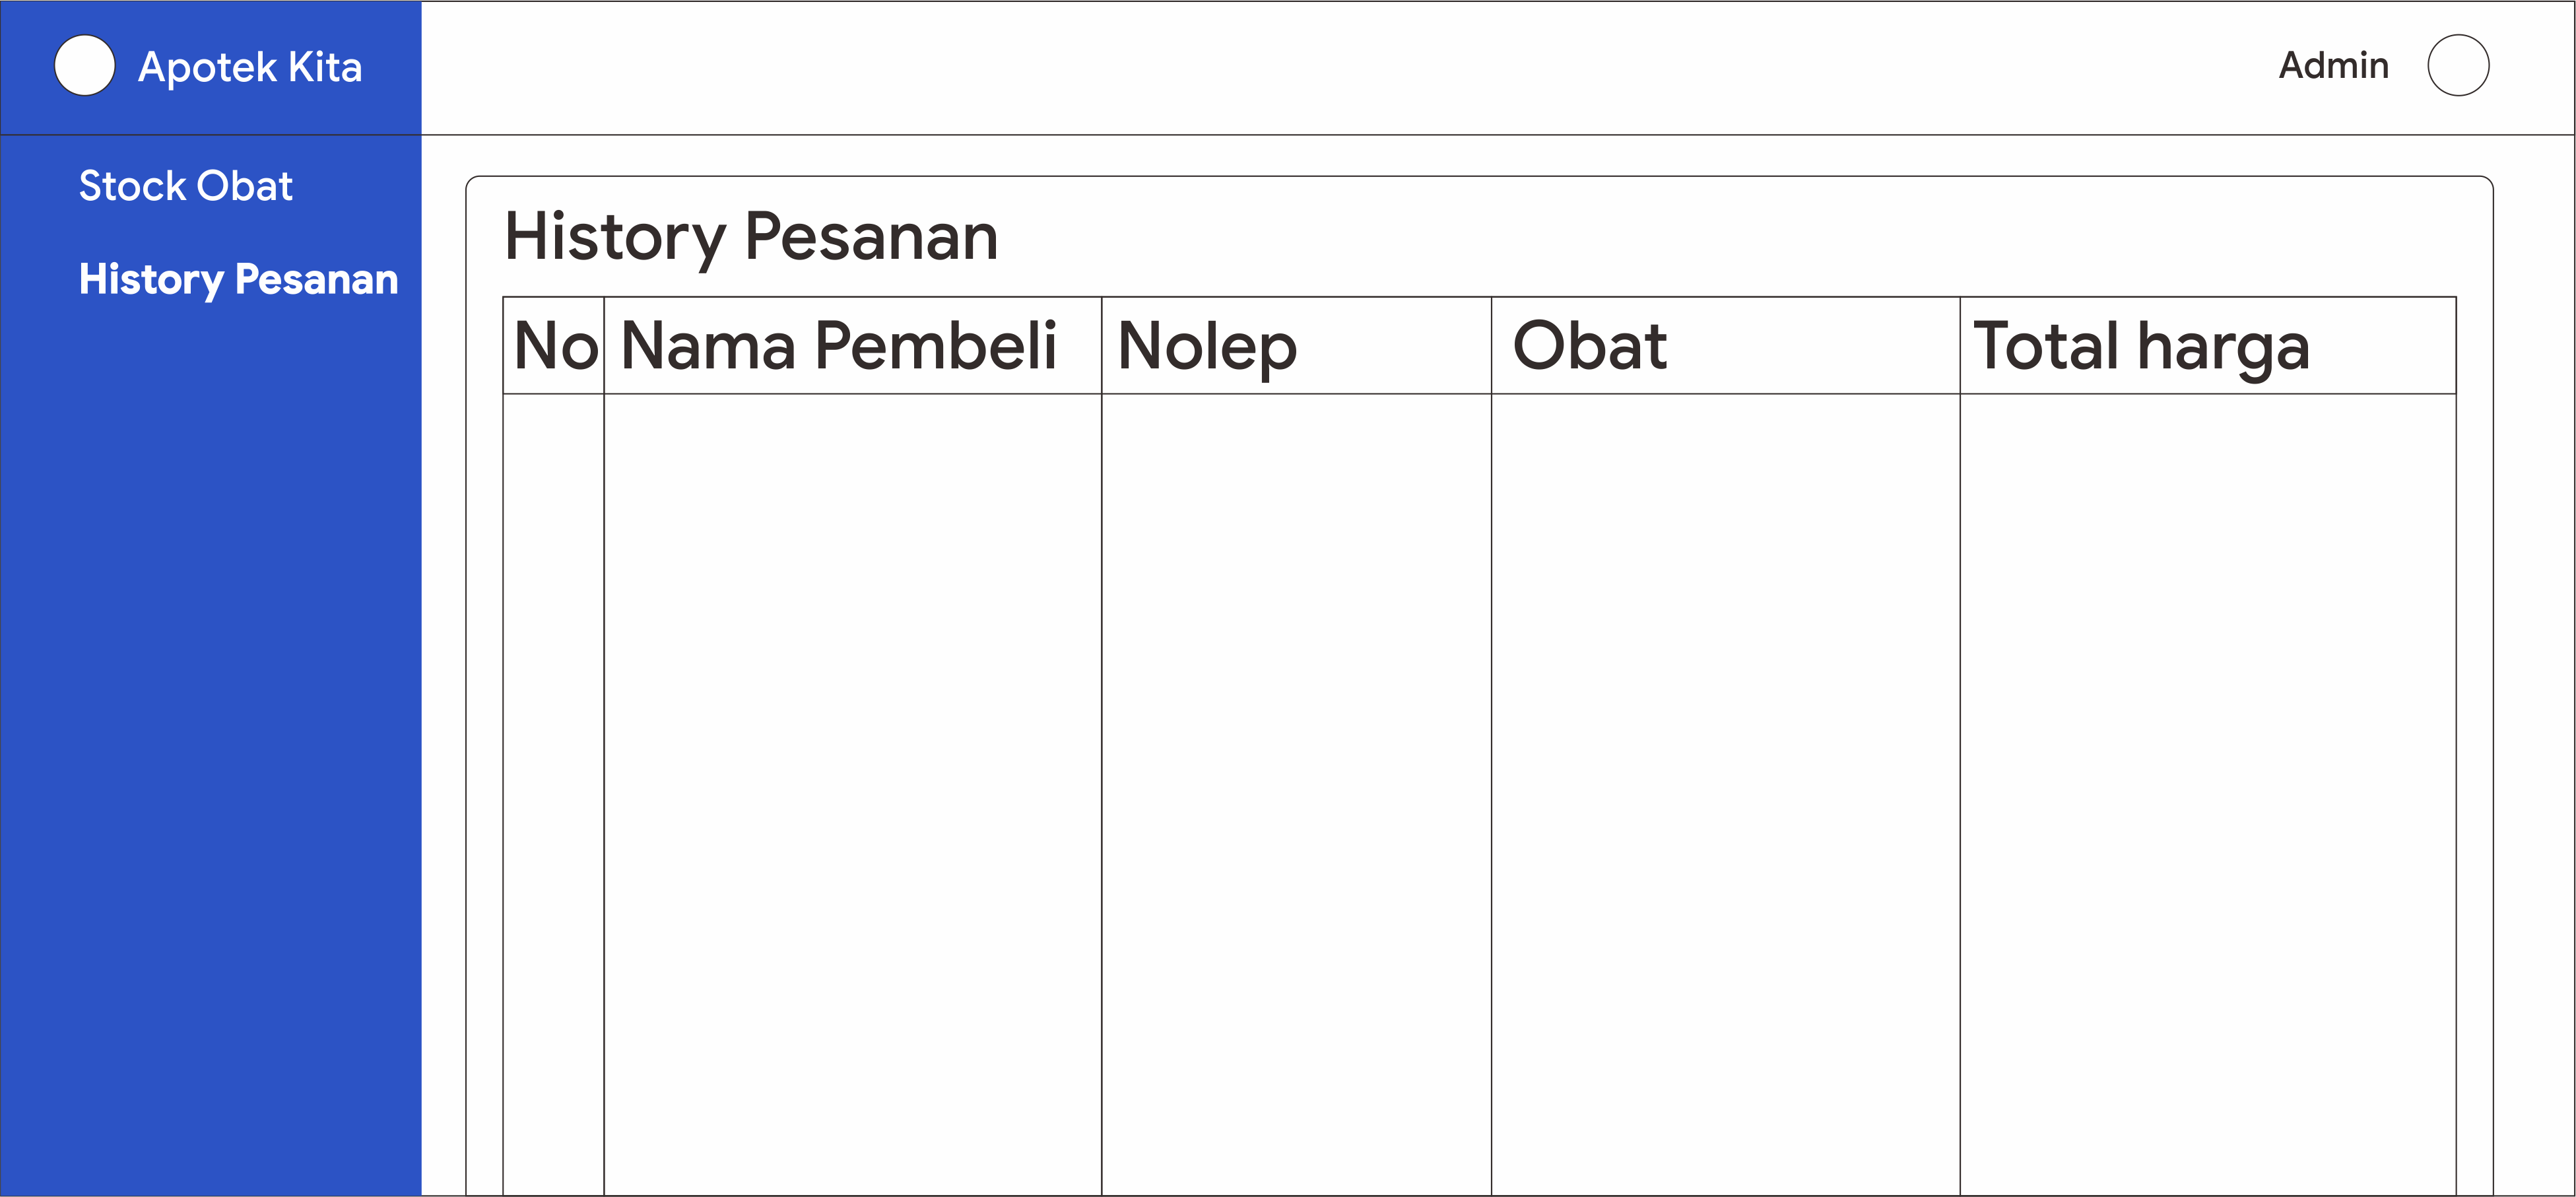 Apotek Kita
Admin
Stock Obat
History Pesanan
History Pesanan
No Nama Pembeli Nolep Obat Total harga